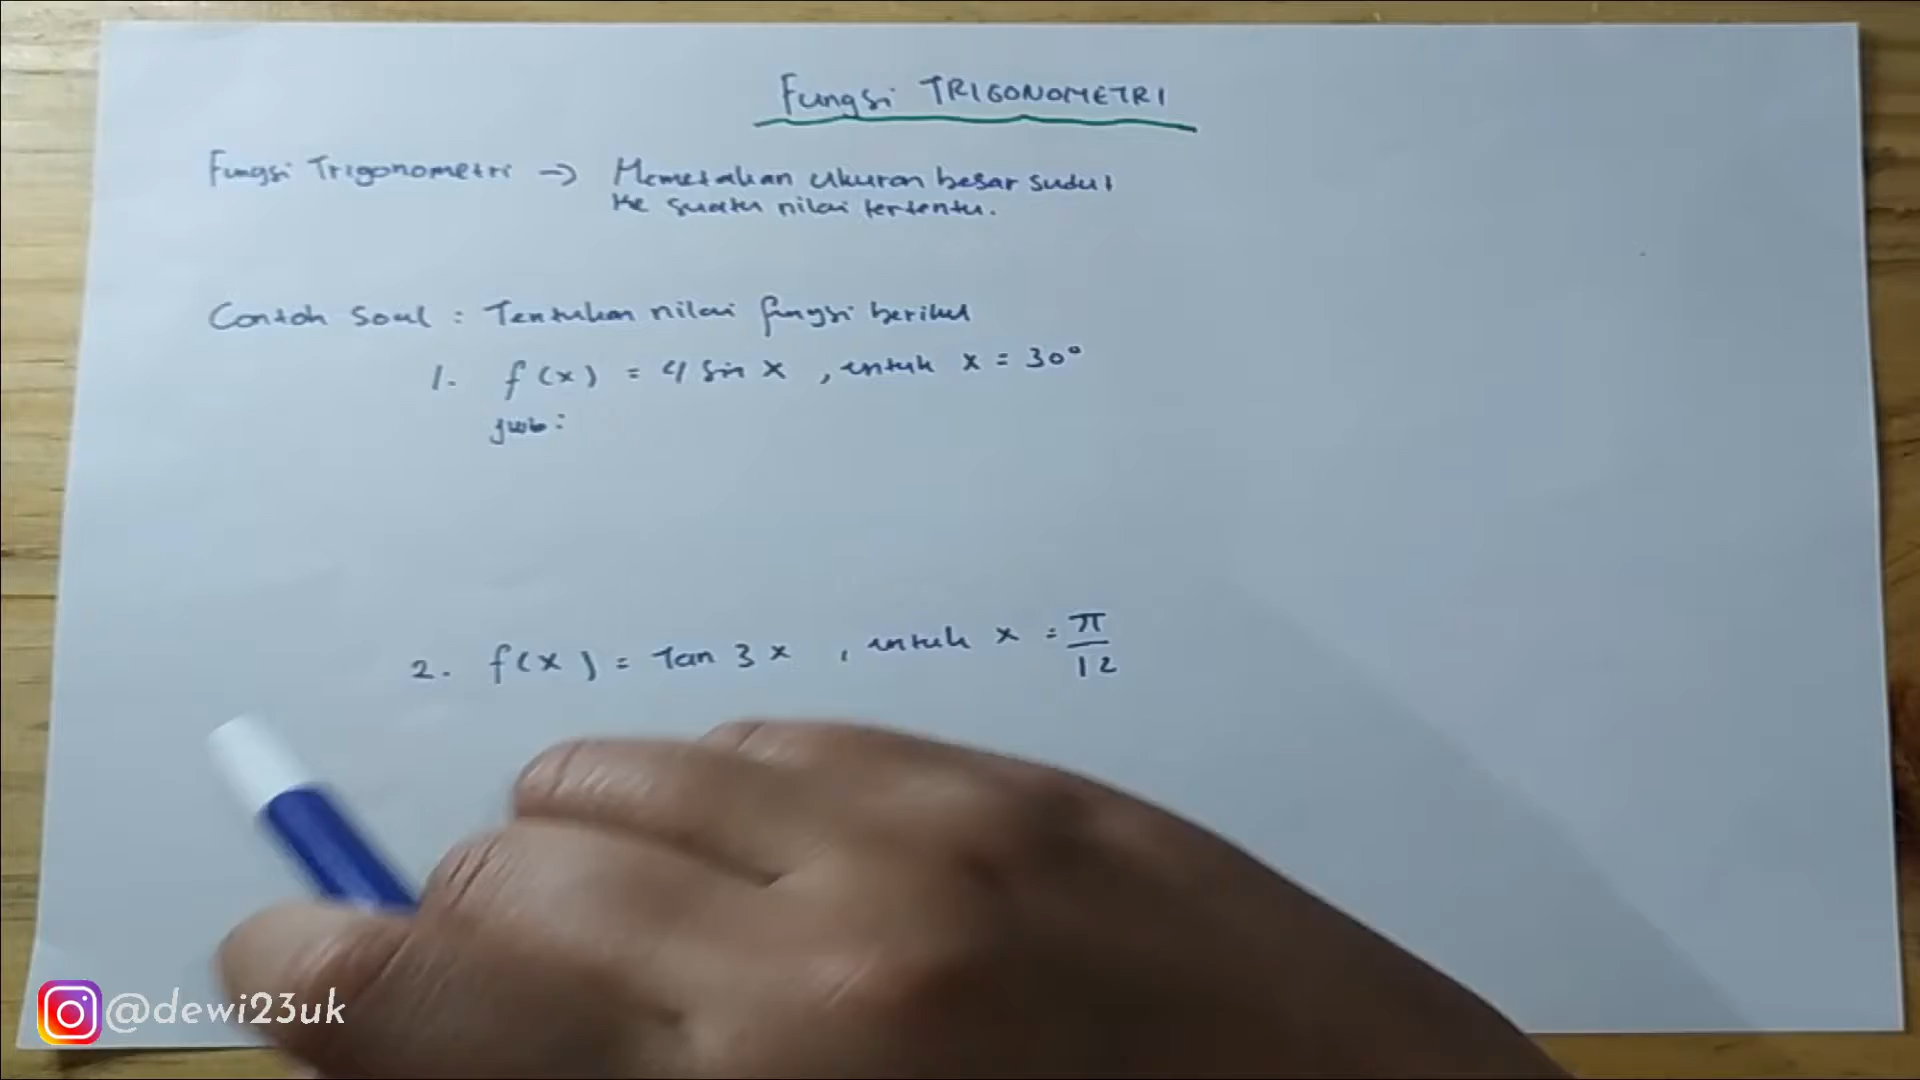 Fungsi TRIGONOMETRI
Fungsi Trigonometri → Memetakan ukuran besar sudut
ke suatu nilai tertentu.
Contoh Soal : Tentukan nilai fungsi berikut
1. f(x) = 4 sin x , untuk x = 30°
jwb :
2. f(x) = Tan 3x , untuk x = π/12
@dewi23uk